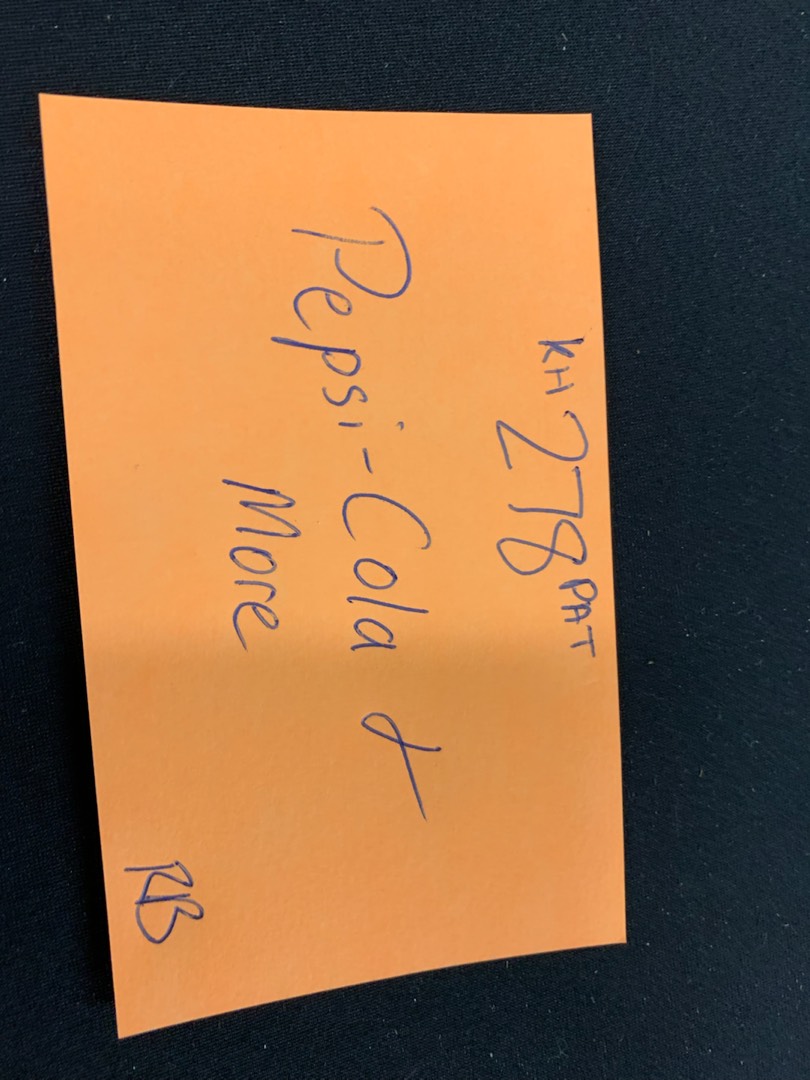 KH 278 PAT
Pepsi-Cola &
More
RB